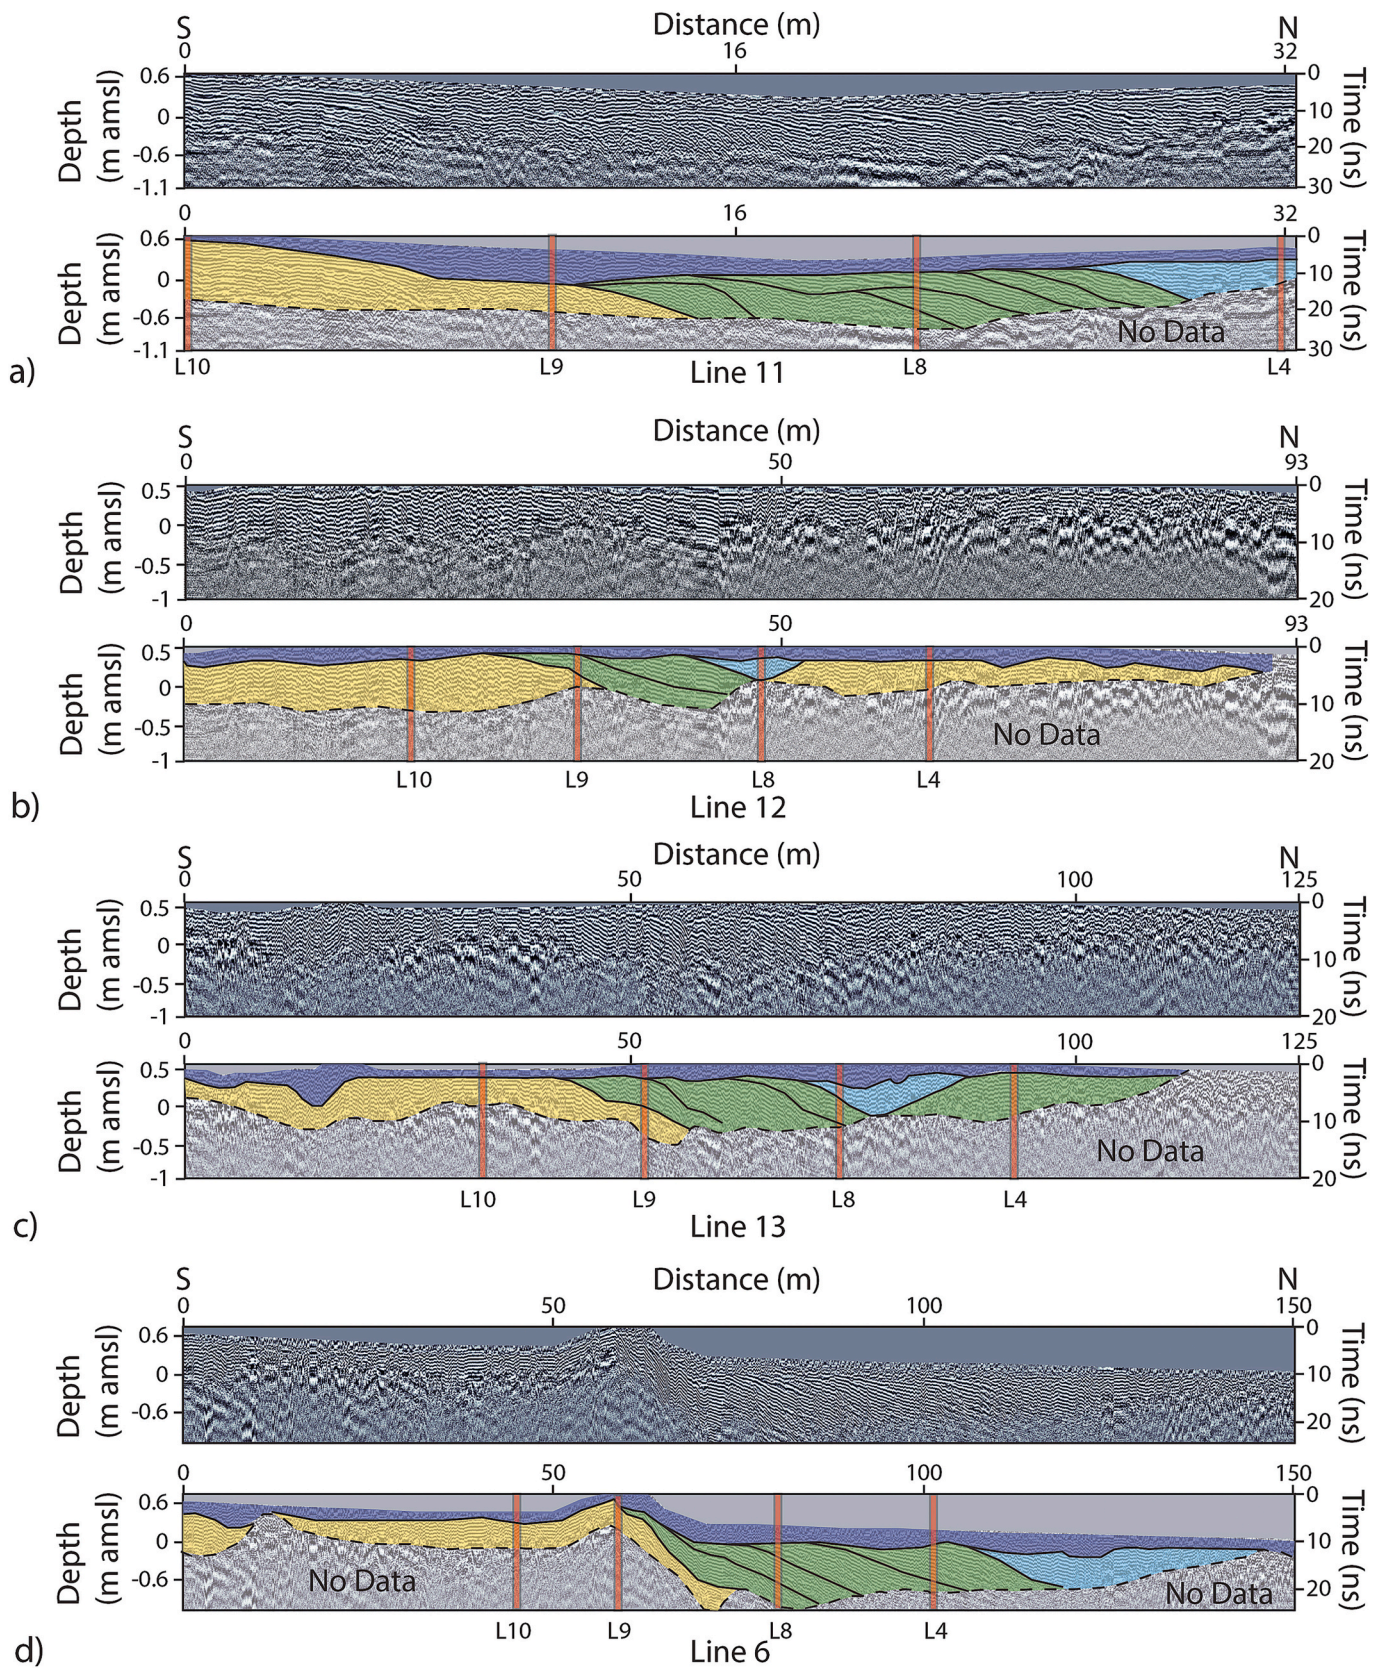 S Distance (m) N
0 16 32
0.6 0 -0.6 -1.1
Depth (m amsl)
0 10 20 30
Time (ns)
0 16 32
0.6 0 -0.6 -1.1
Depth (m amsl)
0 10 20 30
Time (ns)
No Data
L10 L9 L8 L4
a) Line 11
S Distance (m) N
0 50 93
0.5 0 -0.5 -1
Depth (m amsl)
0 10 20
Time (ns)
0 50 93
0.5 0 -0.5 -1
Depth (m amsl)
0 10 20
Time (ns)
No Data
L10 L9 L8 L4
b) Line 12
S Distance (m) N
0 50 100 125
0.5 0 -0.5 -1
Depth (m amsl)
0 10 20
Time (ns)
0 50 100 125
0.5 0 -0.5 -1
Depth (m amsl)
0 10 20
Time (ns)
No Data
L10 L9 L8 L4
c) Line 13
S Distance (m) N
0 50 100 150
0.6 0 -0.6
Depth (m amsl)
0 10 20
Time (ns)
0 50 100 150
0.6 0 -0.6
Depth (m amsl)
0 10 20
Time (ns)
No Data No Data
L10 L9 L8 L4
d) Line 6